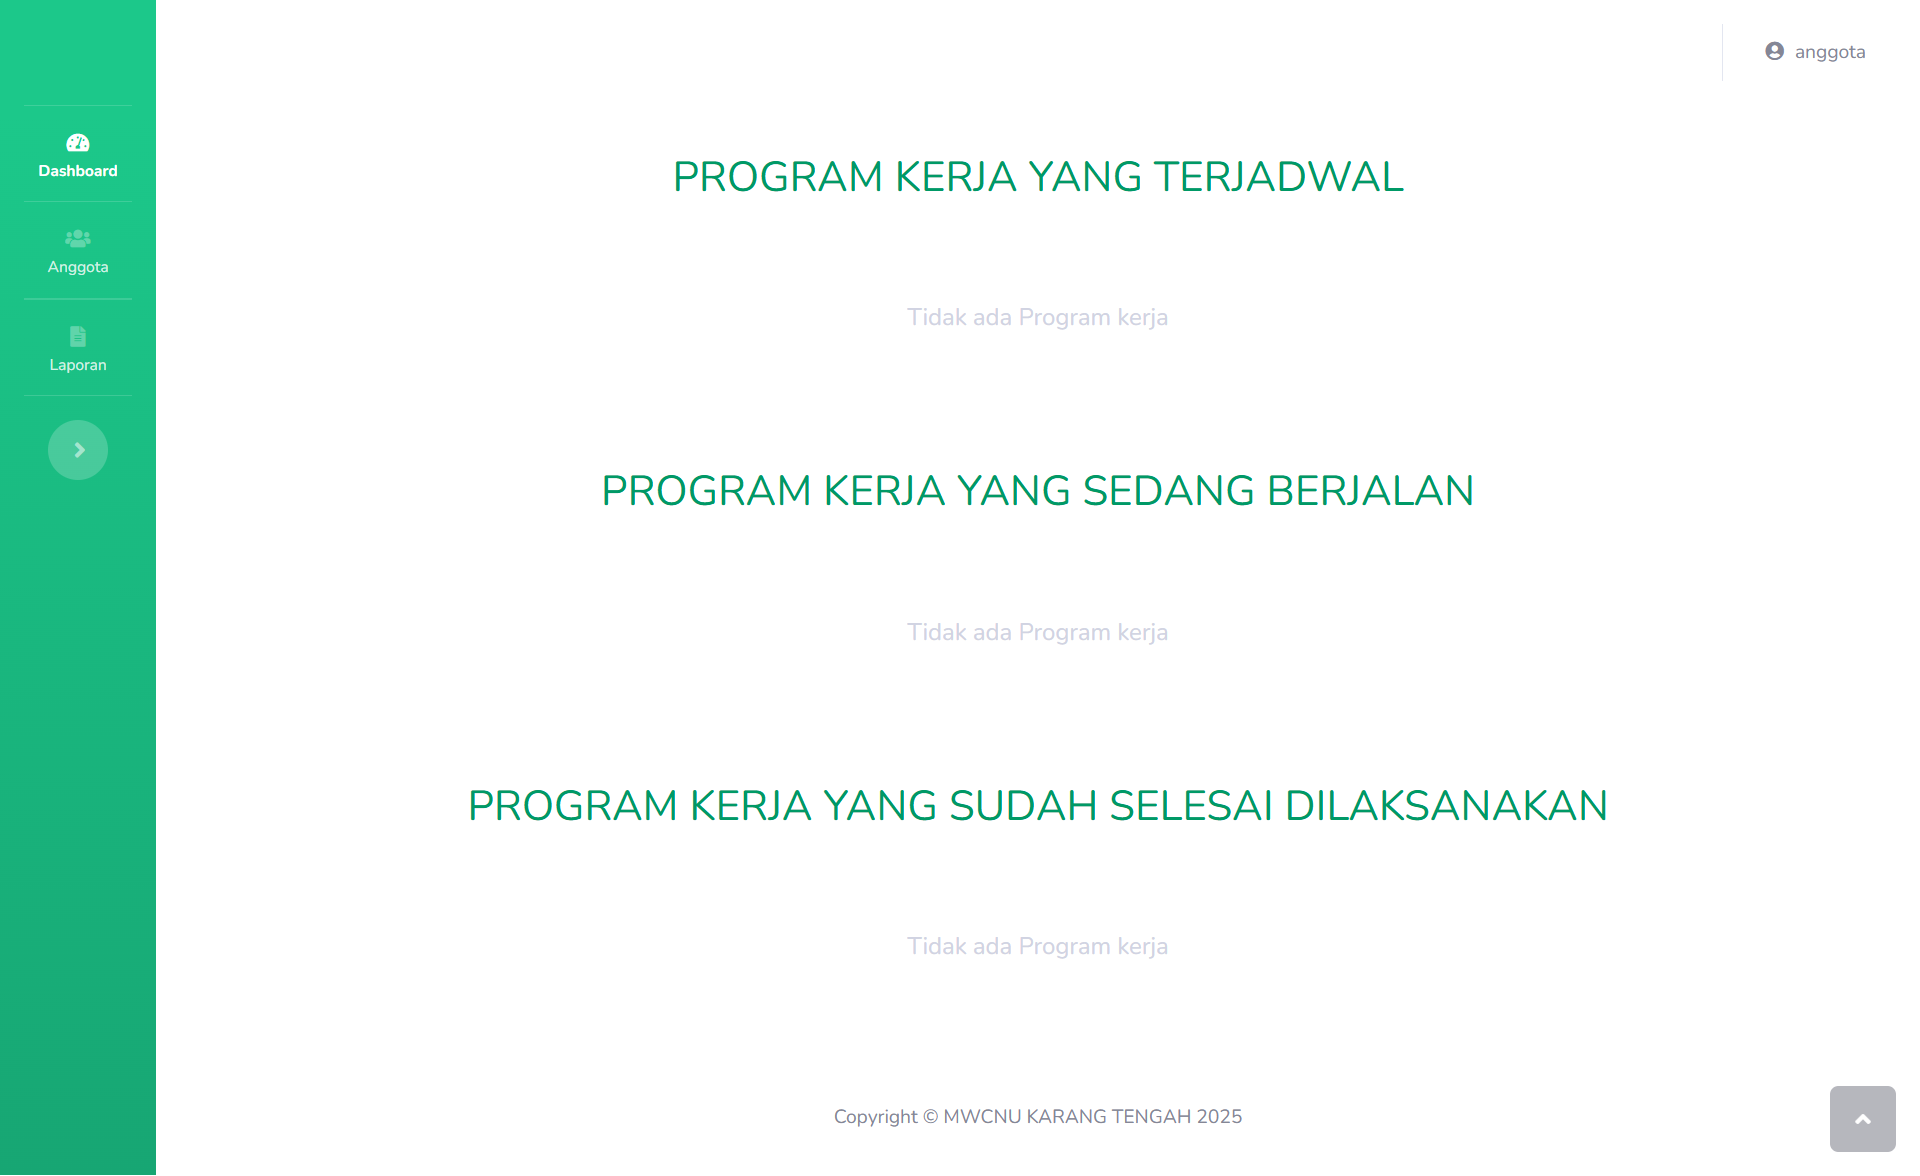 anggota
Dashboard
Anggota
Laporan
PROGRAM KERJA YANG TERJADWAL
Tidak ada Program kerja
PROGRAM KERJA YANG SEDANG BERJALAN
Tidak ada Program kerja
PROGRAM KERJA YANG SUDAH SELESAI DILAKSANAKAN
Tidak ada Program kerja
Copyright © MWCNU KARANG TENGAH 2025